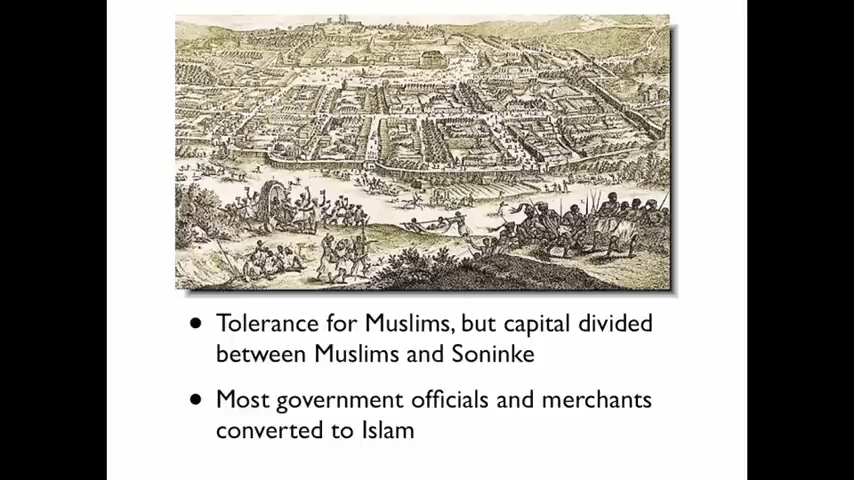 • Tolerance for Muslims, but capital divided
between Muslims and Soninke
• Most government officials and merchants
converted to Islam